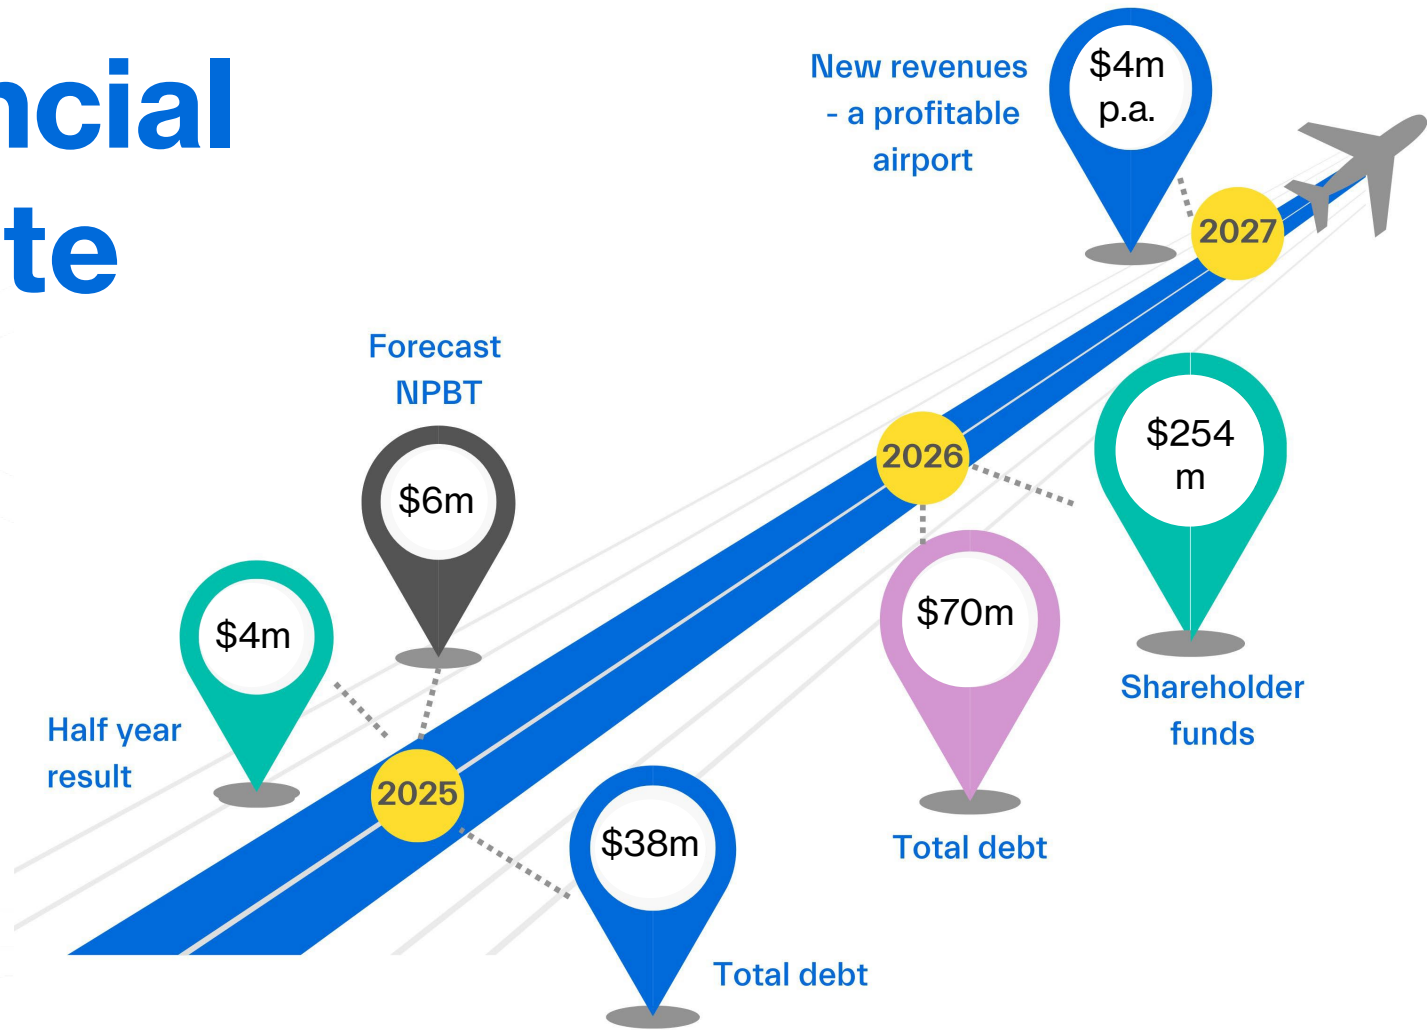 ncial
te
New revenues
- a profitable
airport
$4m
p.a.
2027
Forecast
NPBT
$6m
2026
$254
m
$4m
$70m
Shareholder
funds
Half year
result
2025
$38m
Total debt
Total debt